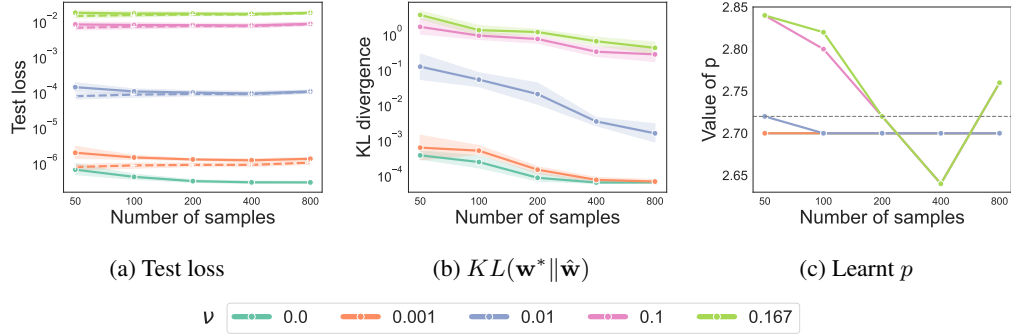 Test loss
10⁻²
10⁻³
10⁻⁴
10⁻⁵
10⁻⁶
50 100 200 400 800
Number of samples
KL divergence
10⁰
10⁻¹
10⁻²
10⁻³
10⁻⁴
50 100 200 400 800
Number of samples
Value of p
2.85
2.80
2.75
2.70
2.65
50 100 200 400 800
Number of samples
(a) Test loss
(b) KL(w*∥ŵ)
(c) Learnt p
ν 0.0 0.001 0.01 0.1 0.167